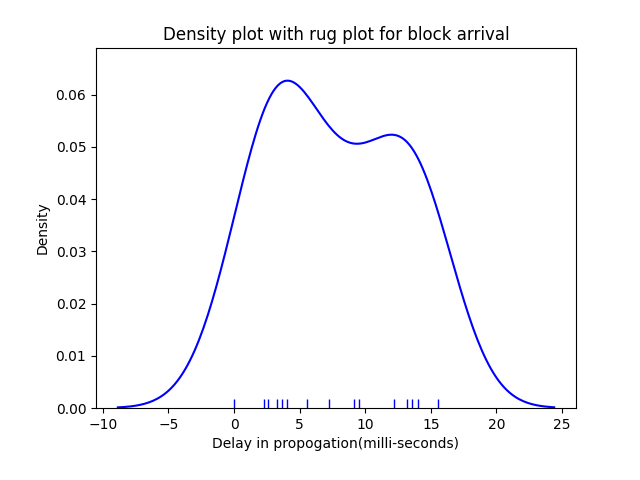 Density plot with rug plot for block arrival
0.06
0.05
0.04
0.03
0.02
0.01
0.00
Density
−10 −5 0 5 10 15 20 25
Delay in propogation(milli-seconds)